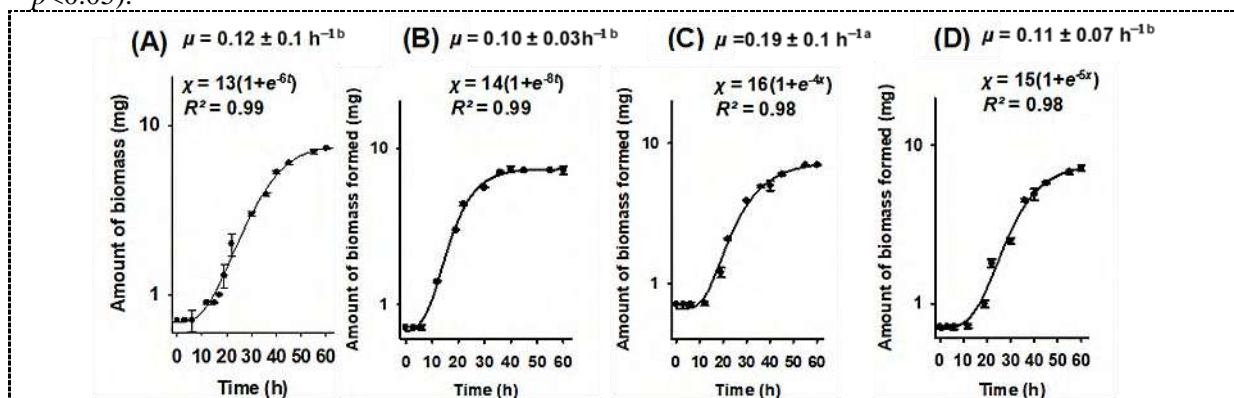 p<0.05).
(A) μ = 0.12 ± 0.1 h⁻¹ ᵇ
χ = 13(1+e⁻⁶ᵗ)
R² = 0.99
Amount of biomass (mg)
10
1
0 10 20 30 40 50 60
Time (h)
(B) μ = 0.10 ± 0.03h⁻¹ ᵇ
χ = 14(1+e⁻⁸ᵗ)
R² = 0.99
Amount of biomass formed (mg)
10
1
0 10 20 30 40 50 60
Time (h)
(C) μ =0.19 ± 0.1 h⁻¹ᵃ
χ = 16(1+e⁻⁴ˣ)
R² = 0.98
Amount of biomass formed (mg)
10
1
0 10 20 30 40 50 60
Time (h)
(D) μ = 0.11 ± 0.07 h⁻¹ ᵇ
χ = 15(1+e⁻⁵ˣ)
R² = 0.98
Amount of biomass formed (mg)
10
1
0 10 20 30 40 50 60
Time (h)